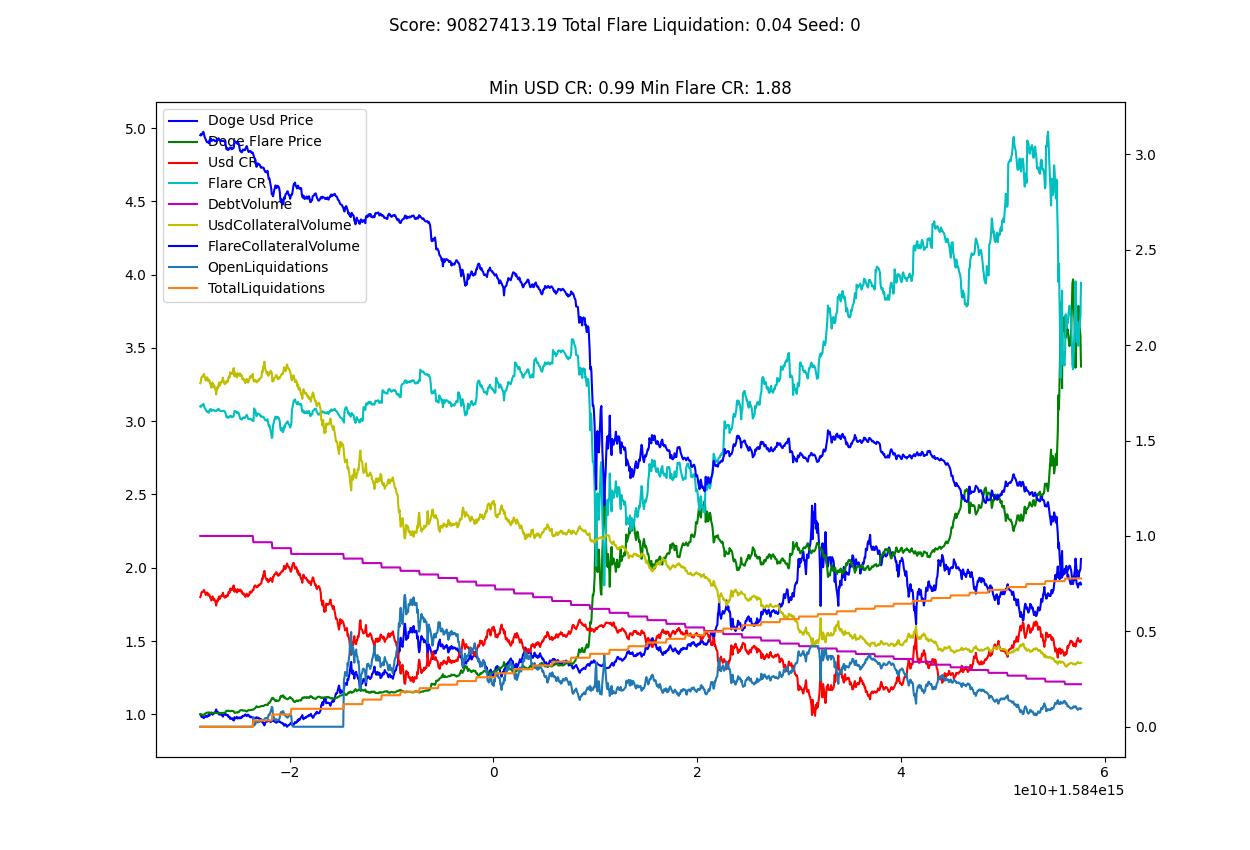 Score: 90827413.19 Total Flare Liquidation: 0.04 Seed: 0
Min USD CR: 0.99 Min Flare CR: 1.88
Doge Usd Price
Doge Flare Price
Usd CR
Flare CR
DebtVolume
UsdCollateralVolume
FlareCollateralVolume
OpenLiquidations
TotalLiquidations
5.0
4.5
4.0
3.5
3.0
2.5
2.0
1.5
1.0
3.0
2.5
2.0
1.5
1.0
0.5
0.0
−2 0 2 4 6
1e10+1.584e15